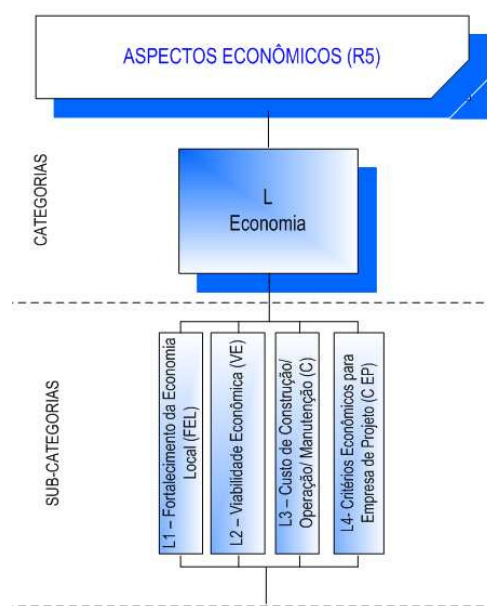 ASPECTOS ECONÔMICOS (R5)
CATEGORIAS
L
Economia
SUB-CATEGORIAS
L1 – Fortalecimento da Economia
Local (FEL)
L2 – Viabilidade Econômica (VE)
L3 – Custo de Construção/
Operação/ Manutenção (C)
L4- Critérios Econômicos para
Empresa de Projeto (C EP)